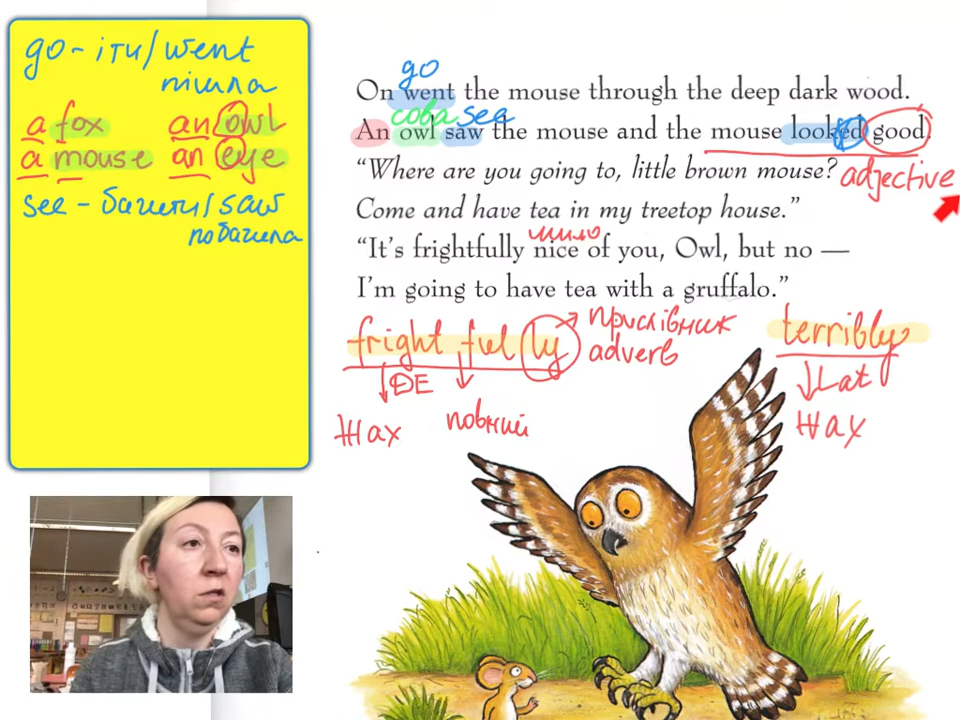 go - іти/went
пішла
a fox an owl
a mouse an eye
see - бачити/saw
побачила
go
On went the mouse through the deep dark wood.
сова see
An owl saw the mouse and the mouse looked good.
“Where are you going to, little brown mouse?
adjective
Come and have tea in my treetop house.”
мило
“It’s frightfully nice of you, Owl, but no —
I’m going to have tea with a gruffalo.”
frightfully прислівник terribly
adverb
DE Lat
Жах повний Жах